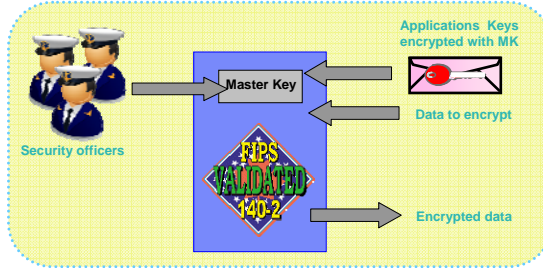 Applications Keys
encrypted with MK
Master Key
Data to encrypt
Security officers
FIPS
VALIDATED
140-2
Encrypted data